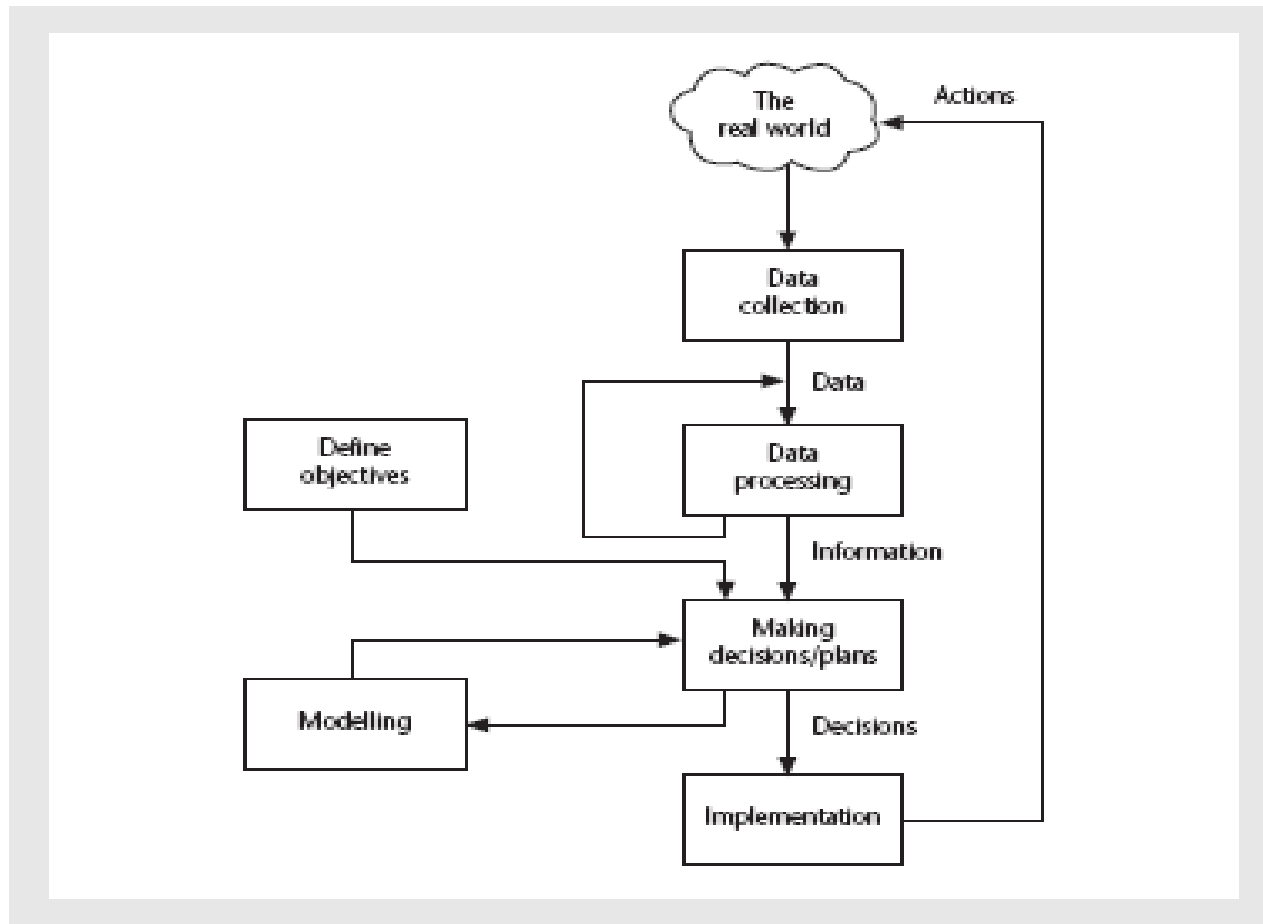 The
real world
Actions
Data
collection
Data
Define
objectives
Data
processing
Information
Making
decisions/plans
Modelling
Decisions
Implementation